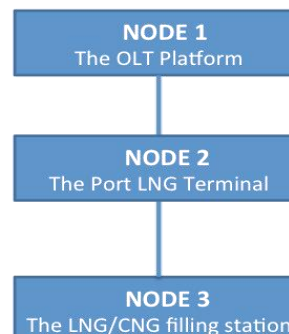 NODE 1
The OLT Platform
NODE 2
The Port LNG Terminal
NODE 3
The LNG/CNG filling station